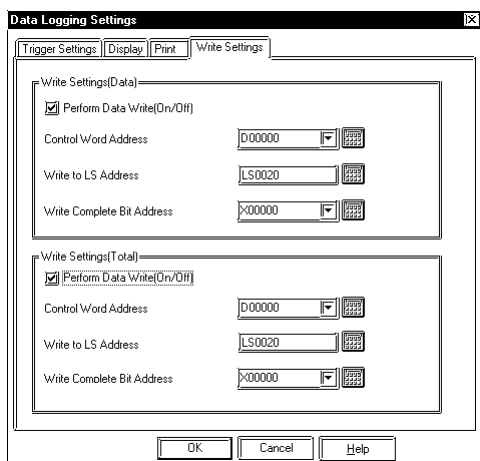 Data Logging Settings
Trigger Settings Display Print Write Settings
Write Settings(Data)
Perform Data Write(On/Off)
Control Word Address D00000
Write to LS Address LS0020
Write Complete Bit Address X00000
Write Settings(Total)
Perform Data Write(On/Off)
Control Word Address D00000
Write to LS Address LS0020
Write Complete Bit Address X00000
OK Cancel Help